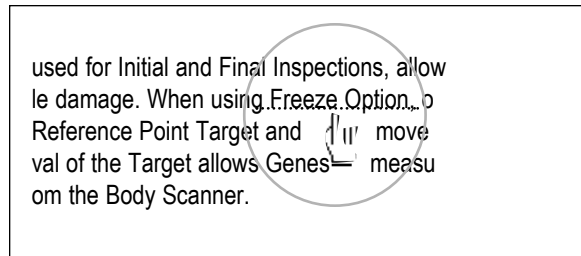 used for Initial and Final Inspections, allow
le damage. When using Freeze Option, o
Reference Point Target and move
val of the Target allows Genes measu
om the Body Scanner.